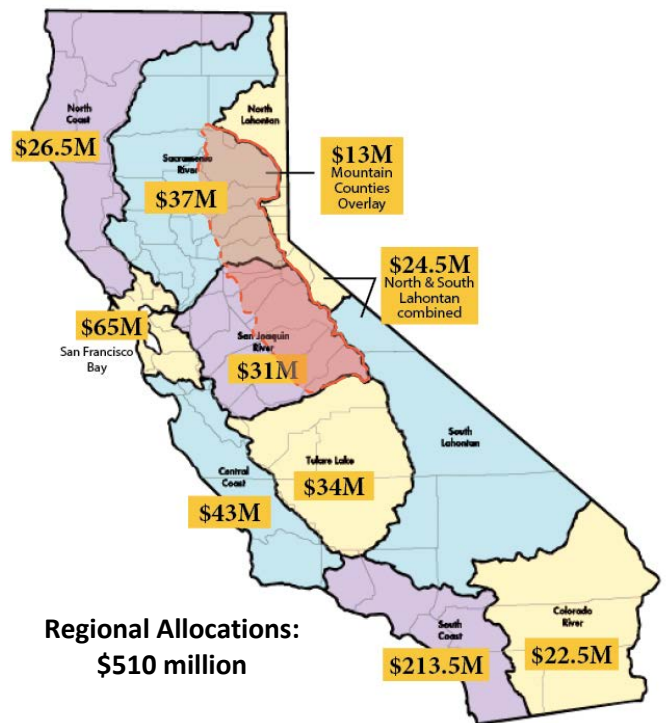 North
Coast
$26.5M
North
Lahontan
Sacramento
River
$37M
$13M
Mountain
Counties
Overlay
$24.5M
North & South
Lahontan
combined
$65M
San Francisco
Bay
San Joaquin
River
$31M
South
Lahontan
Tulare Lake
$34M
Central
Coast
$43M
Regional Allocations:
$510 million
South
Coast
$213.5M
Colorado
River
$22.5M